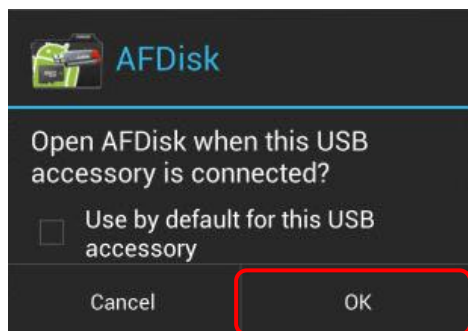 AFDisk
Open AFDisk when this USB
accessory is connected?
Use by default for this USB
accessory
Cancel
OK